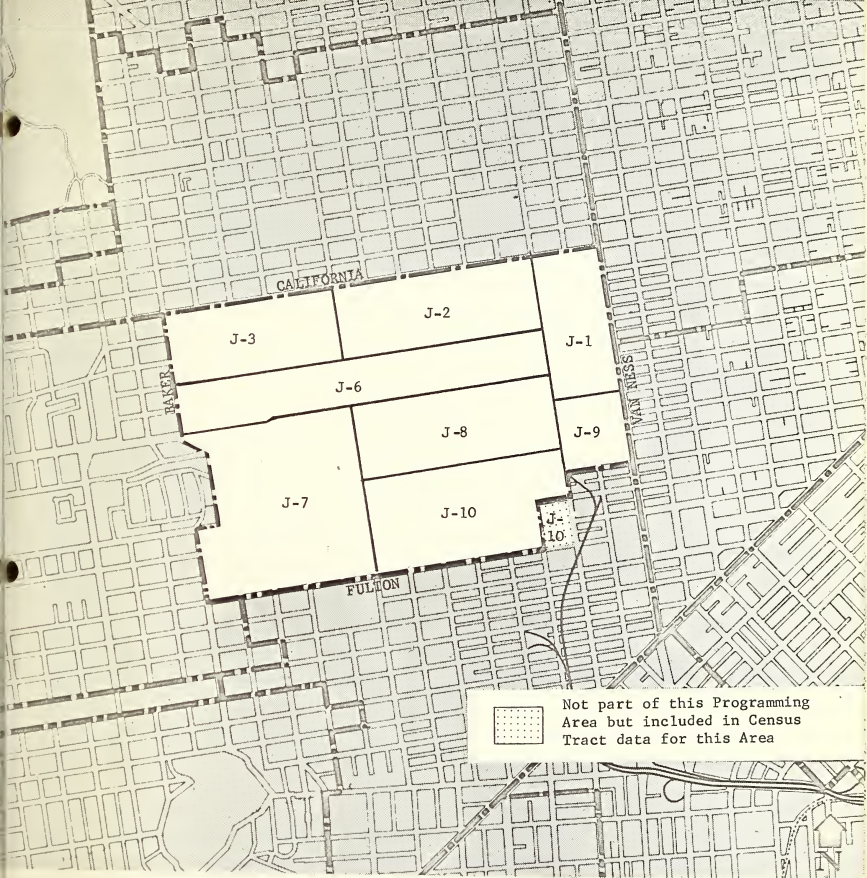 CALIFORNIA
J-3
J-2
J-1
BAKER
J-6
VAN NESS
J-8
J-9
J-7
J-10
J-
10
FULTON
Not part of this Programming
Area but included in Census
Tract data for this Area
N